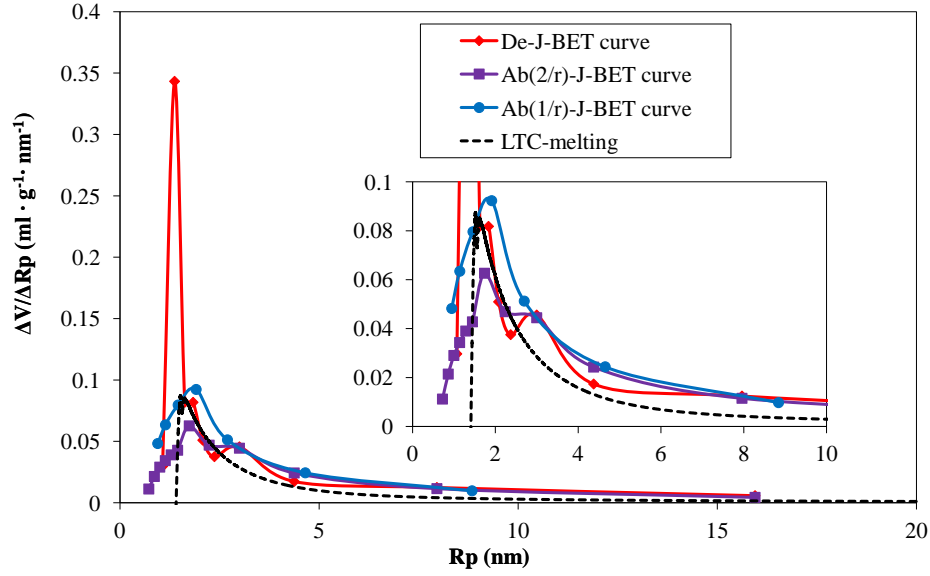 0.4
0.35
0.3
0.25
0.2
0.15
0.1
0.05
0
ΔV/ΔRp (ml · g⁻¹· nm⁻¹)
De-J-BET curve
Ab(2/r)-J-BET curve
Ab(1/r)-J-BET curve
LTC-melting
0.1
0.08
0.06
0.04
0.02
0
0 2 4 6 8 10
0 5 10 15 20
Rp (nm)